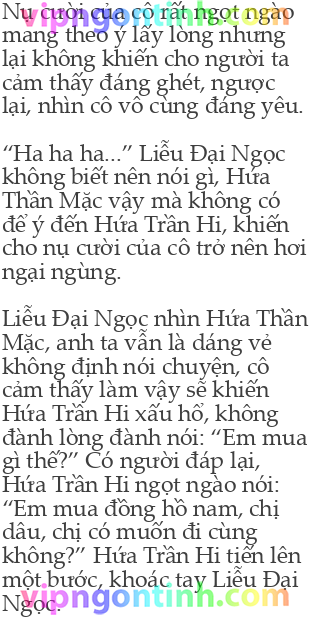 Nụ cười của cô rất ngọt ngào
vipngontinh.com
mang theo ý lấy lòng nhưng
lại không khiến cho người ta
cảm thấy đáng ghét, ngược
lại, nhìn cô vô cùng đáng yêu.
“Ha ha ha...” Liễu Đại Ngọc
không biết nên nói gì, Hứa
Thần Mặc vậy mà không có
để ý đến Hứa Trần Hi, khiến
cho nụ cười của cô trở nên hơi
ngại ngùng.
Liễu Đại Ngọc nhìn Hứa Thần
Mặc, anh ta vẫn là dáng vẻ
không định nói chuyện, cô
cảm thấy làm vậy sẽ khiến
Hứa Trần Hi xấu hổ, không
đành lòng đành nói: “Em mua
gì thế?” Có người đáp lại,
Hứa Trần Hi ngọt ngào nói:
“Em mua đồng hồ nam, chị
dâu, chị có muốn đi cùng
không?” Hứa Trần Hi tiến lên
một bước, khoác tay Liễu Đại
vipngontinh.com
Ngọc.